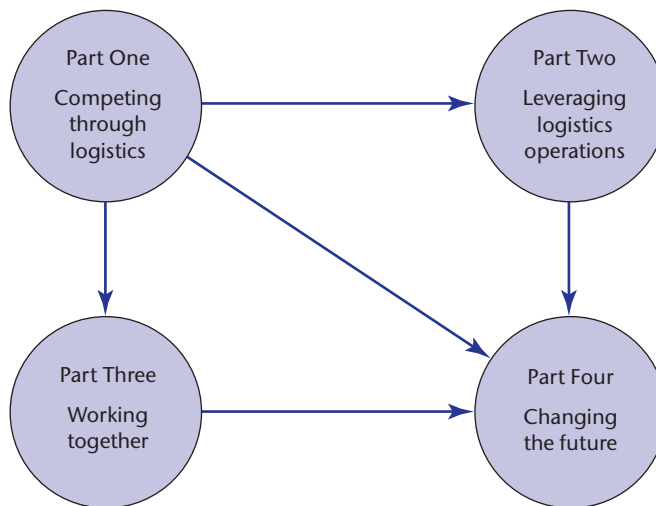 Part One
Competing
through
logistics
Part Two
Leveraging
logistics
operations
Part Three
Working
together
Part Four
Changing
the future